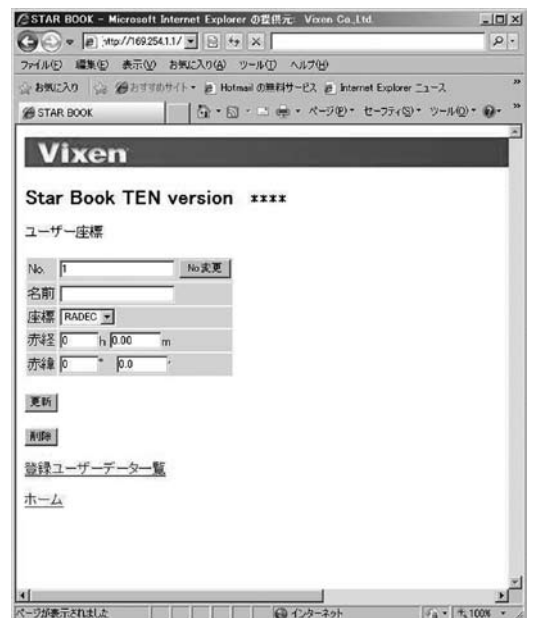 STAR BOOK - Microsoft Internet Explorer の提供元: Vixen Co.,Ltd.
http://169.254.1.1/
ファイル(F) 編集(E) 表示(V) お気に入り(A) ツール(T) ヘルプ(H)
お気に入り おすすめサイト Hotmail の無料サービス Internet Explorer ニュース
STAR BOOK ページ(P) セーフティ(S) ツール(O)
Vixen
Star Book TEN version ****
ユーザー座標
No. 1 No変更
名前
座標 RADEC
赤経 0 h 0.00 m
赤緯 0 ° 0.0 ′
更新
削除
登録ユーザーデータ一覧
ホーム
ページが表示されました インターネット 100%